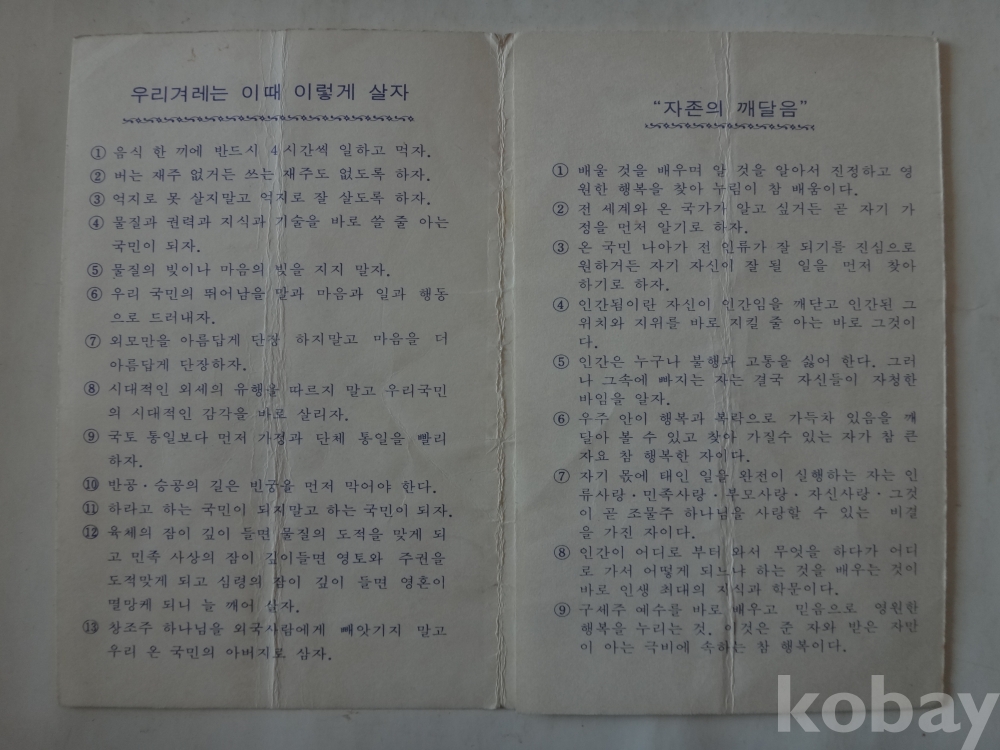 우리겨레는 이때 이렇게 살자
① 음식 한 끼에 반드시 4시간씩 일하고 먹자.
② 버는 재주 없거든 쓰는 재주도 없도록 하자.
③ 억지로 못 살지말고 억지로 잘 살도록 하자.
④ 물질과 권력과 지식과 기술을 바로 쓸 줄 아는
국민이 되자.
⑤ 물질의 빚이나 마음의 빚을 지지 말자.
⑥ 우리 국민의 뛰어남을 말과 마음과 일과 행동
으로 드러내자.
⑦ 외모만을 아름답게 단장 하지말고 마음을 더
아름답게 단장하자.
⑧ 시대적인 외세의 유행을 따르지 말고 우리국민
의 시대적인 감각을 바로 살리자.
⑨ 국토 통일보다 먼저 가정과 단체 통일을 빨리
하자.
⑩ 반공·승공의 길은 빈궁을 먼저 막어야 한다.
⑪ 하라고 하는 국민이 되지말고 하는 국민이 되자.
⑫ 육체의 잠이 깊이 들면 물질의 도적을 맞게 되
고 민족 사상의 잠이 깊이들면 영토와 주권을
도적맞게 되고 심령의 잠이 깊이 들면 영혼이
멸망케 되니 늘 깨어 살자.
⑬ 창조주 하나님을 외국사람에게 빼앗기지 말고
우리 온 국민의 아버지로 삼자.
“자존의 깨달음”
① 배울 것을 배우며 알 것을 알아서 진정하고 영
원한 행복을 찾아 누림이 참 배움이다.
② 전 세계와 온 국가가 알고 싶거든 곧 자기 가
정을 먼저 알기로 하자.
③ 온 국민 나아가 전 인류가 잘 되기를 진심으로
원하거든 자기 자신이 잘 될 일을 먼저 찾아
하기로 하자.
④ 인간됨이란 자신이 인간임을 깨닫고 인간된 그
위치와 지위를 바로 지킬 줄 아는 바로 그것이
다.
⑤ 인간은 누구나 불행과 고통을 싫어 한다. 그러
나 그속에 빠지는 자는 결국 자신들이 자청한
바임을 알자.
⑥ 우주 안이 행복과 복락으로 가득차 있음을 깨
달아 볼 수 있고 찾아 가질수 있는 자가 참 큰
자요 참 행복한 자이다.
⑦ 자기 몫에 태인 일을 완전이 실행하는 자는 인
류사랑·민족사랑·부모사랑·자신사랑·그것
이 곧 조물주 하나님을 사랑할 수 있는 비결
을 가진 자이다.
⑧ 인간이 어디로 부터 와서 무엇을 하다가 어디
로 가서 어떻게 되느냐 하는 것을 배우는 것이
바로 인생 최대의 지식과 학문이다.
⑨ 구세주 예수를 바로 배우고 믿음으로 영원한
행복을 누리는 것. 이것은 준 자와 받은 자만
이 아는 극비에 속하는 참 행복이다.
kobay